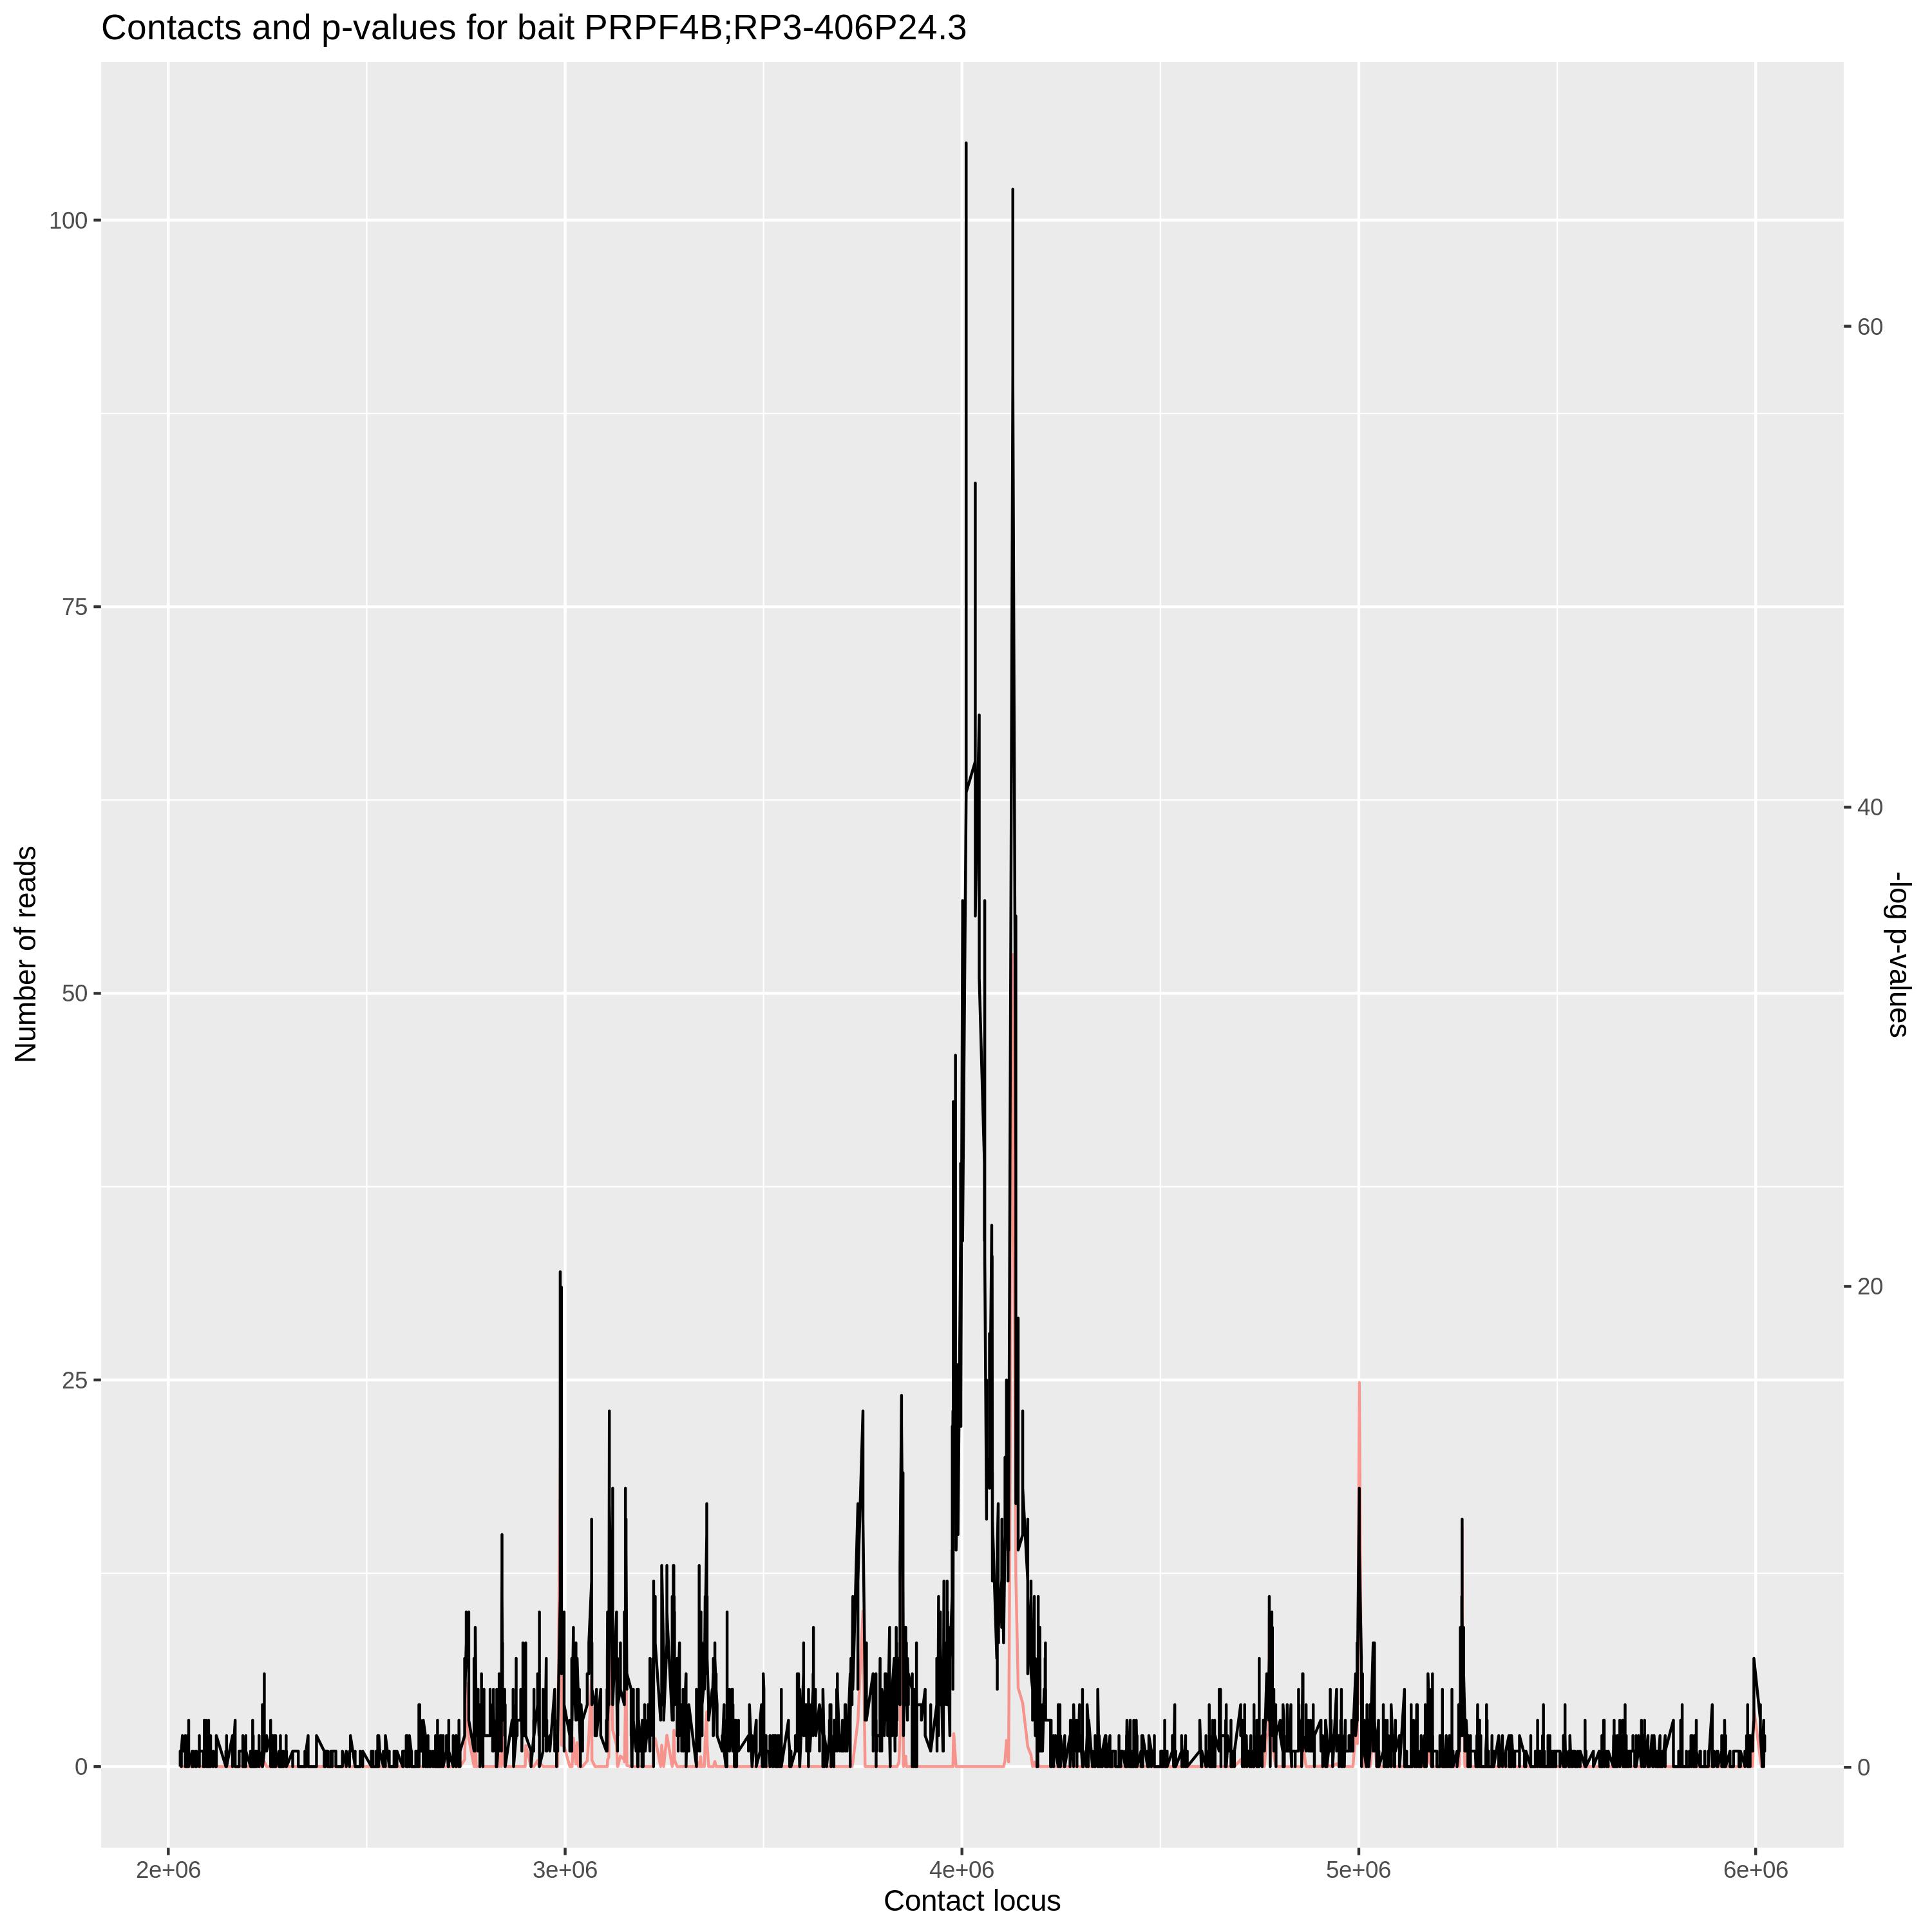 Contacts and p-values for bait PRPF4B;RP3-406P24.3
Number of reads
100
75
50
25
0
60
40
20
0
-log p-values
2e+06
3e+06
4e+06
5e+06
6e+06
Contact locus